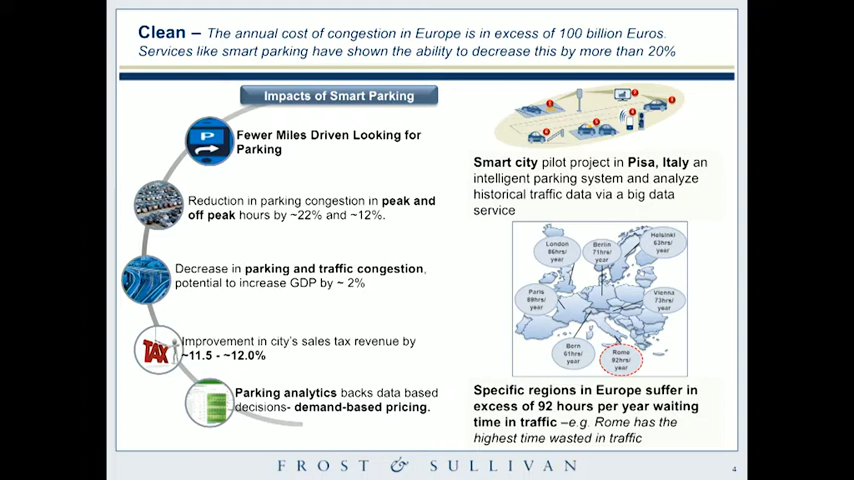 Clean – The annual cost of congestion in Europe is in excess of 100 billion Euros.
Services like smart parking have shown the ability to decrease this by more than 20%
Impacts of Smart Parking
P
Fewer Miles Driven Looking for
Parking
Reduction in parking congestion in peak and
off peak hours by ~22% and ~12%.
Decrease in parking and traffic congestion,
potential to increase GDP by ~ 2%
TAX
Improvement in city's sales tax revenue by
~11.5 - ~12.0%
Parking analytics backs data based
decisions- demand-based pricing.
Smart city pilot project in Pisa, Italy an
intelligent parking system and analyze
historical traffic data via a big data
service
London
86hrs/
year
Berlin
71hrs/
year
Helsinki
63hrs/
year
Paris
89hrs/
year
Vienna
73hrs/
year
Bern
61hrs/
year
Rome
92hrs/
year
Specific regions in Europe suffer in
excess of 92 hours per year waiting
time in traffic –e.g. Rome has the
highest time wasted in traffic
FROST & SULLIVAN
4